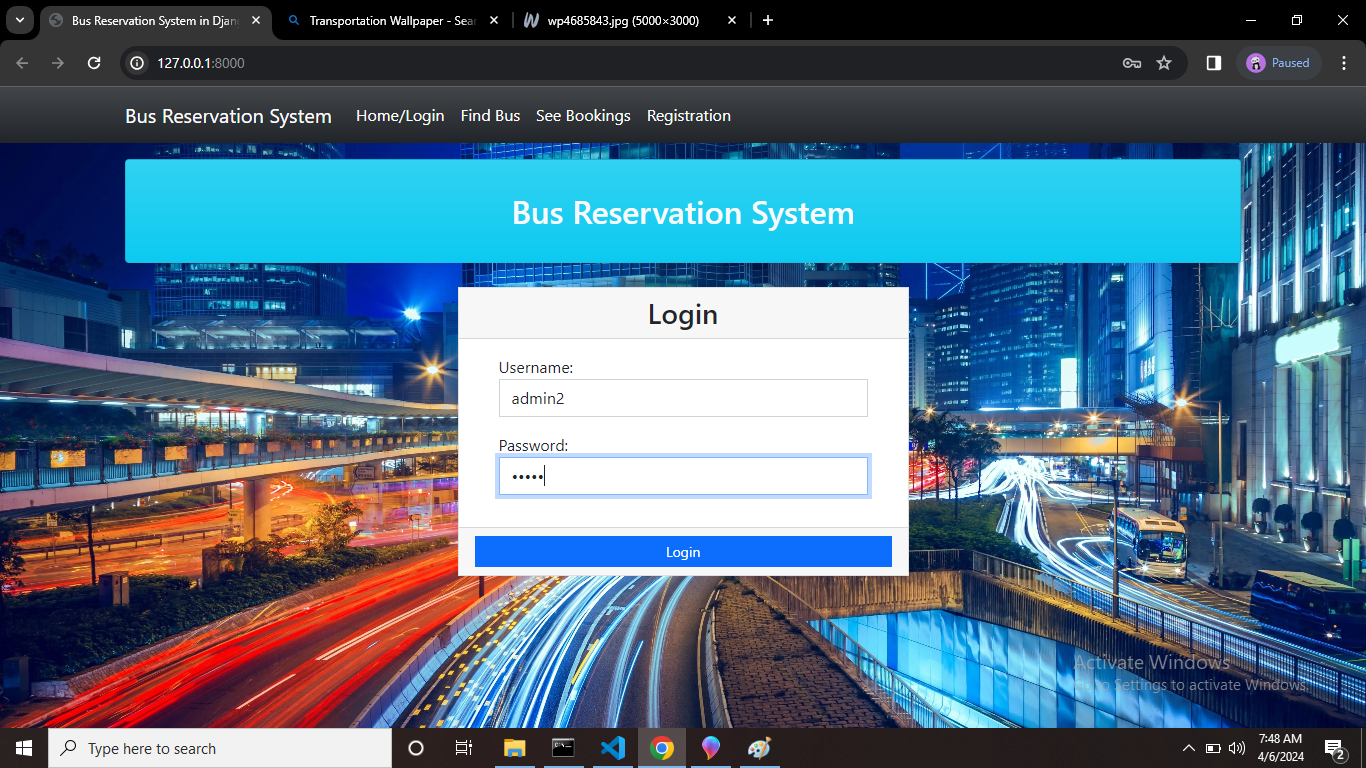 Bus Reservation System in Djan
Transportation Wallpaper - Sear
wp4685843.jpg (5000×3000)
127.0.0.1:8000
Paused
Bus Reservation System
Home/Login
Find Bus
See Bookings
Registration
Bus Reservation System
Login
Username:
admin2
Password:
•••••
Login
Activate Windows
Go to Settings to activate Windows.
Type here to search
7:48 AM
4/6/2024
2